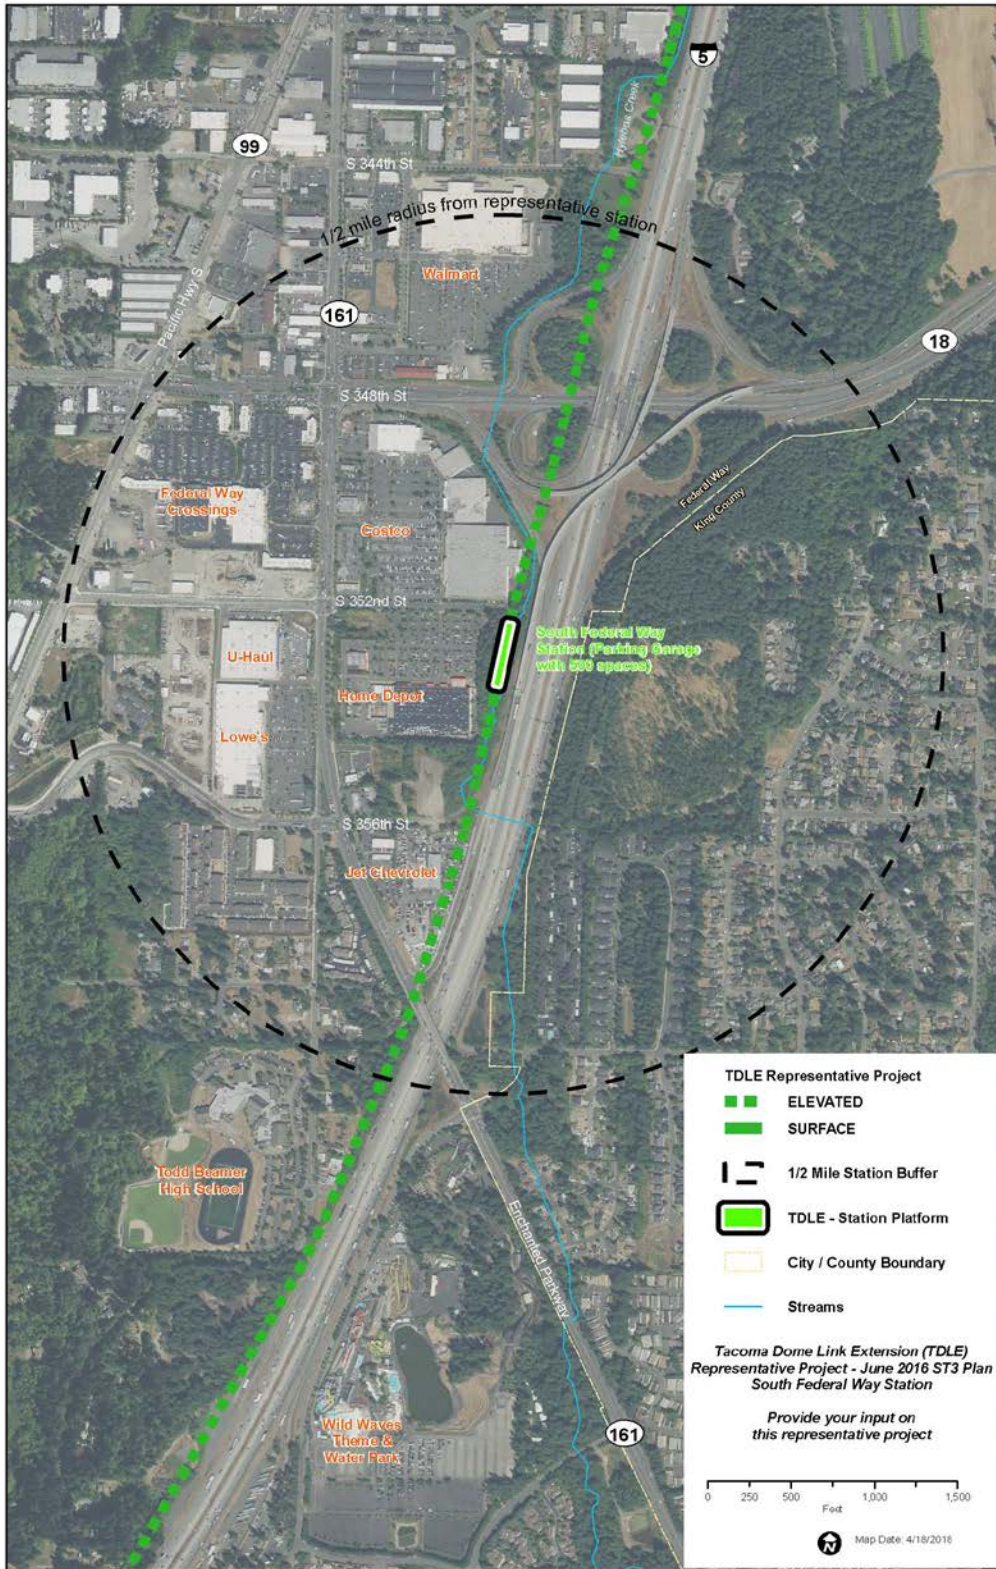 5
99
S 344th St
1/2 mile radius from representative station
Walmart
Pacific Hwy S
161
18
S 348th St
Federal Way
King County
Federal Way
Crossings
Costco
S 352nd St
South Federal Way
Station (Parking Garage
with 500 spaces)
U-Haul
Home Depot
Lowe's
S 356th St
Jet Chevrolet
Todd Beamer
High School
Enchanted Parkway
Wild Waves
Theme &
Water Park
161
TDLE Representative Project
ELEVATED
SURFACE
1/2 Mile Station Buffer
TDLE - Station Platform
City / County Boundary
Streams
Tacoma Dome Link Extension (TDLE)
Representative Project - June 2016 ST3 Plan
South Federal Way Station
Provide your input on
this representative project
0 250 500 1,000 1,500
Feet
N
Map Date: 4/18/2018